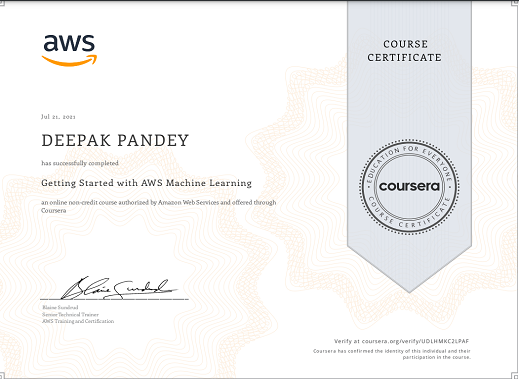 aws
COURSE
CERTIFICATE
Jul 21, 2021
DEEPAK PANDEY
has successfully completed
Getting Started with AWS Machine Learning
an online non-credit course authorized by Amazon Web Services and offered through
Coursera
EDUCATION FOR EVERYONE
coursera
COURSE CERTIFICATE
Blaine Sundrud
Senior Technical Trainer
AWS Training and Certification
Verify at coursera.org/verify/UDLHMKC2LPAF
Coursera has confirmed the identity of this individual and their
participation in the course.